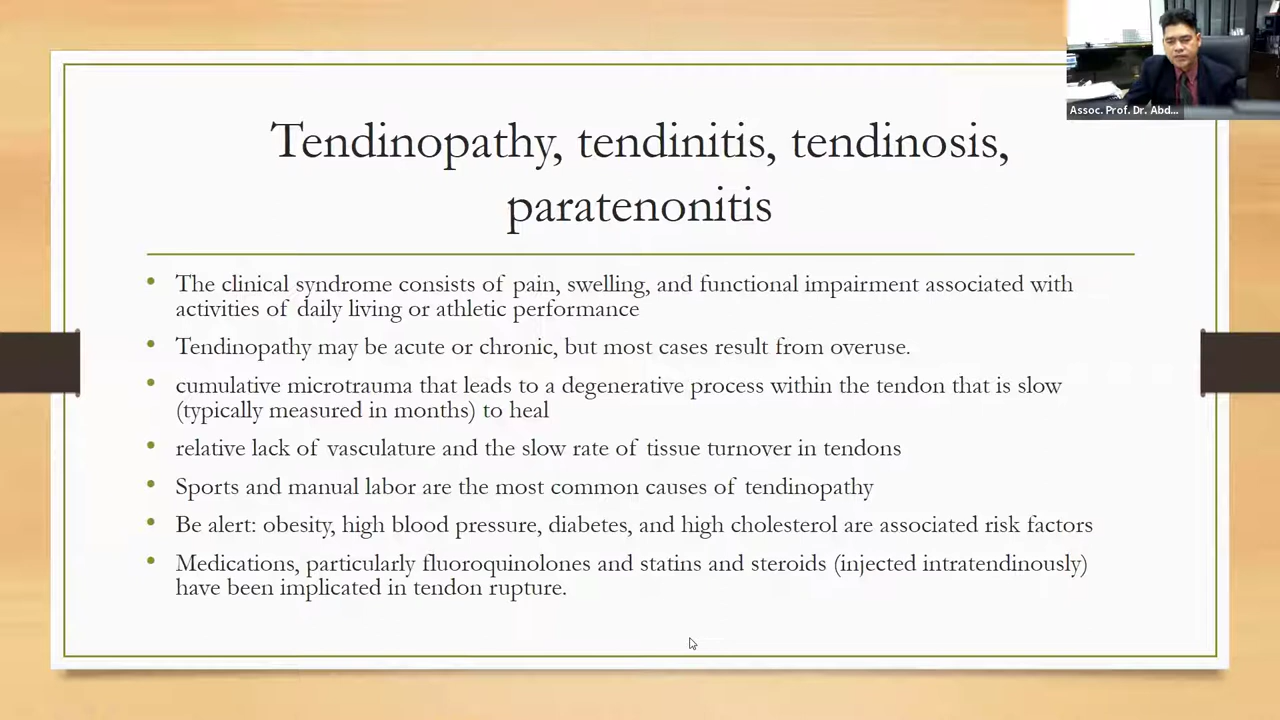 Assoc. Prof. Dr. Abd...
Tendinopathy, tendinitis, tendinosis,
paratenonitis
• The clinical syndrome consists of pain, swelling, and functional impairment associated with
activities of daily living or athletic performance
• Tendinopathy may be acute or chronic, but most cases result from overuse.
• cumulative microtrauma that leads to a degenerative process within the tendon that is slow
(typically measured in months) to heal
• relative lack of vasculature and the slow rate of tissue turnover in tendons
• Sports and manual labor are the most common causes of tendinopathy
• Be alert: obesity, high blood pressure, diabetes, and high cholesterol are associated risk factors
• Medications, particularly fluoroquinolones and statins and steroids (injected intratendinously)
have been implicated in tendon rupture.